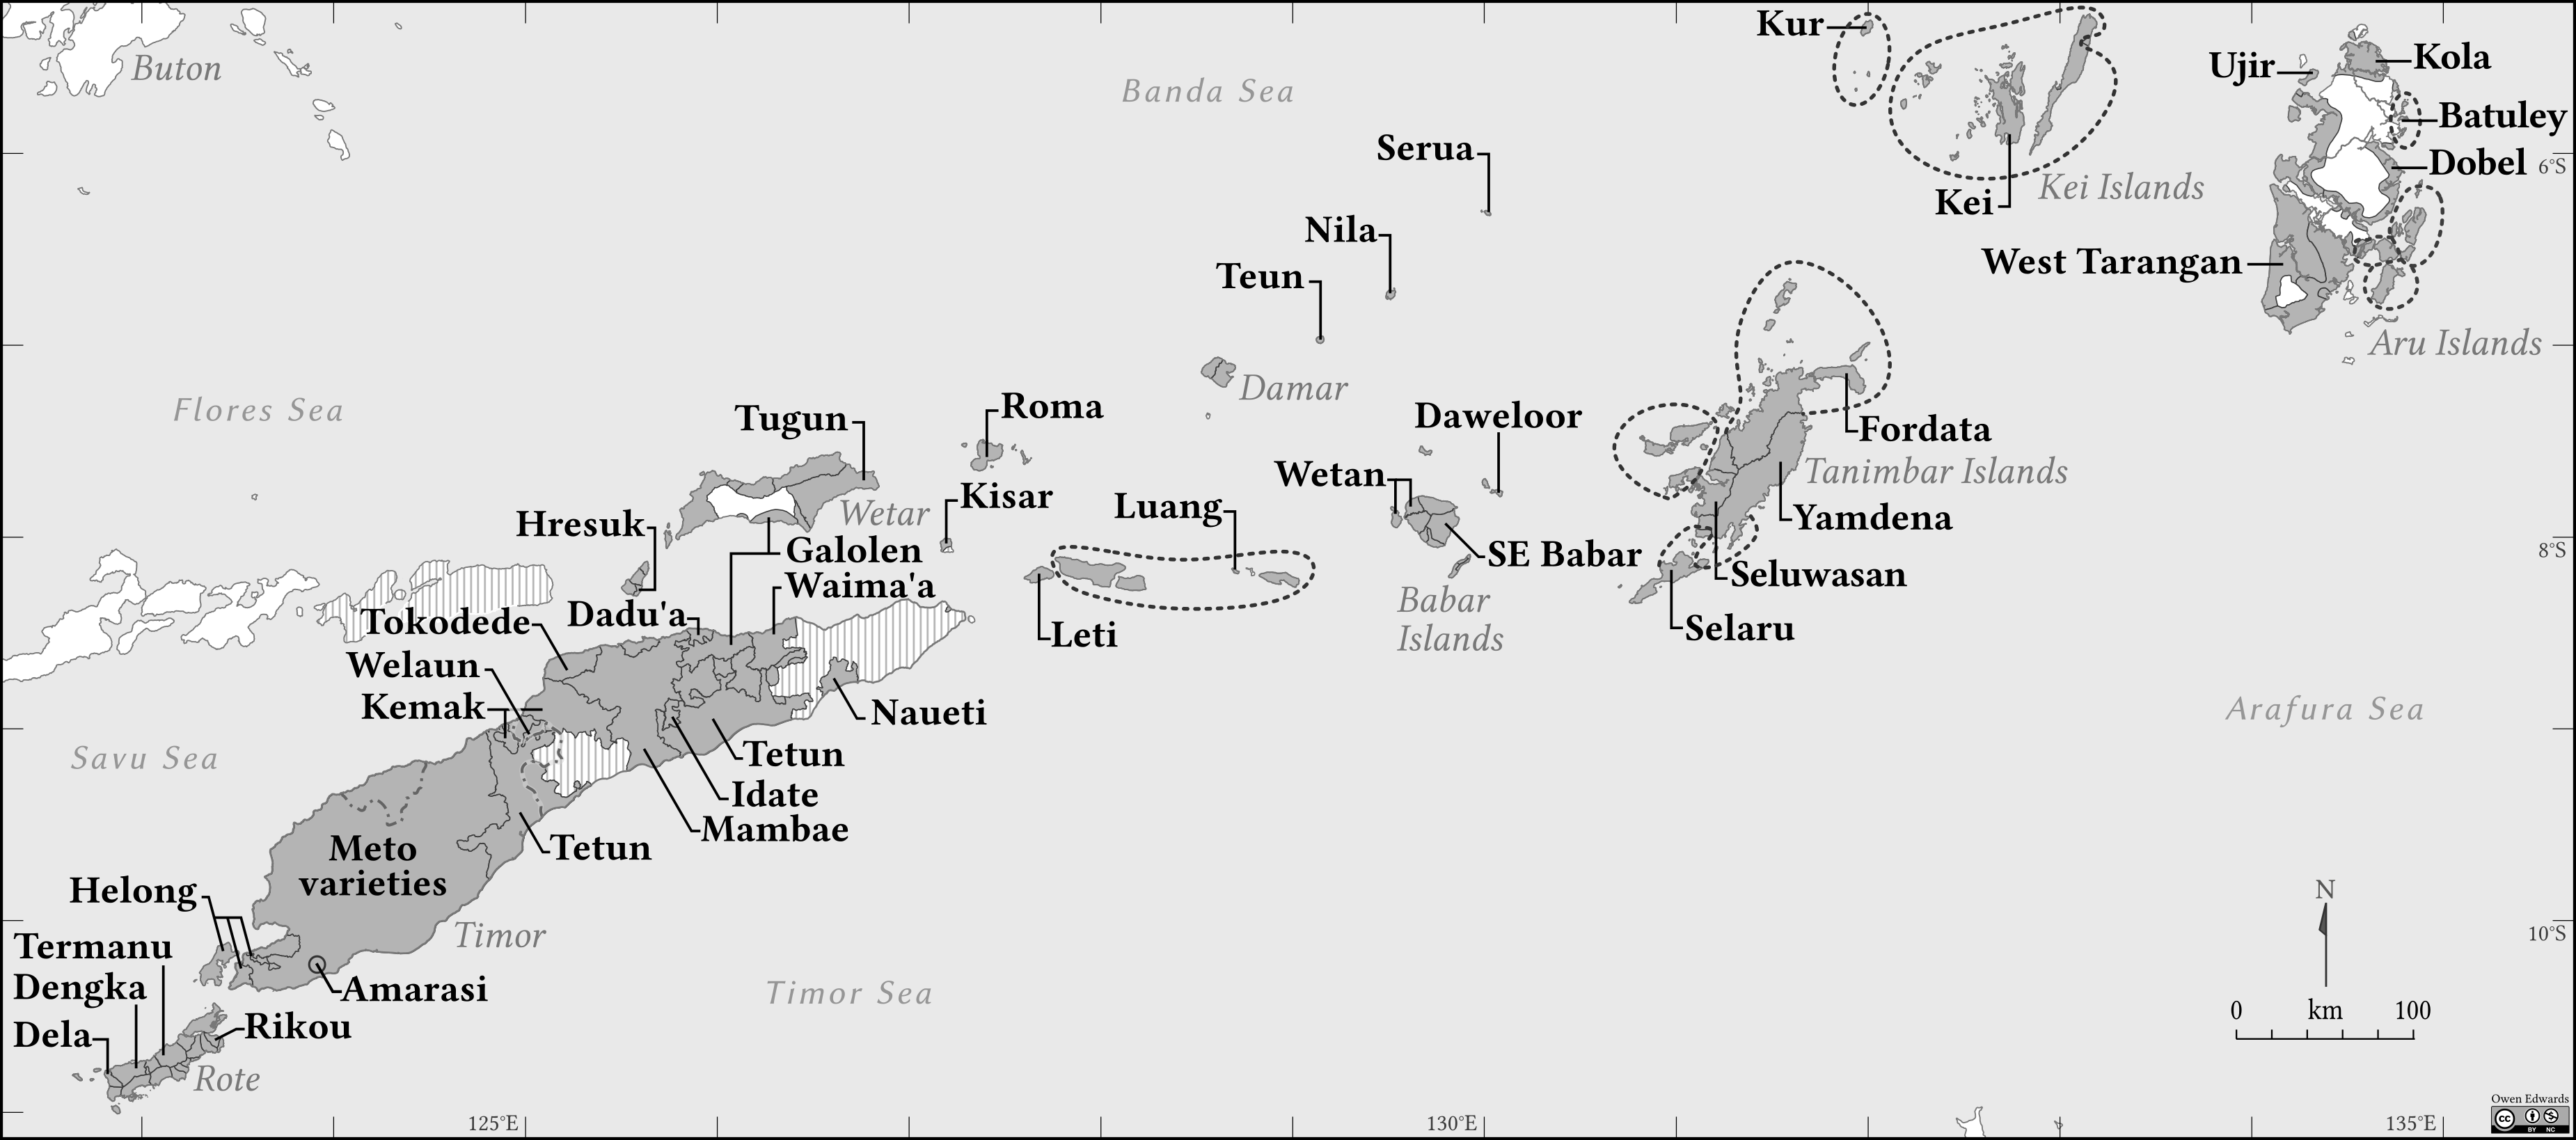 Buton
Banda Sea
Kur
Ujir
Kola
Batuley
Dobel
6°S
Serua
Kei
Kei Islands
Nila
West Tarangan
Teun
Aru Islands
Damar
Flores Sea
Tugun
Roma
Daweloor
Fordata
Tanimbar Islands
Wetan
Kisar
Wetar
Luang
Yamdena
Hresuk
Galolen
SE Babar
8°S
Waima'a
Seluwasan
Babar
Islands
Dadu'a
Tokodede
Leti
Selaru
Welaun
Kemak
Naueti
Arafura Sea
Savu Sea
Tetun
Idate
Mambae
Tetun
Meto
varieties
Helong
N
Timor
10°S
Termanu
Dengka
Amarasi
Timor Sea
0 km 100
Dela
Rikou
Rote
Owen Edwards
cc
BY NC
125°E
130°E
135°E